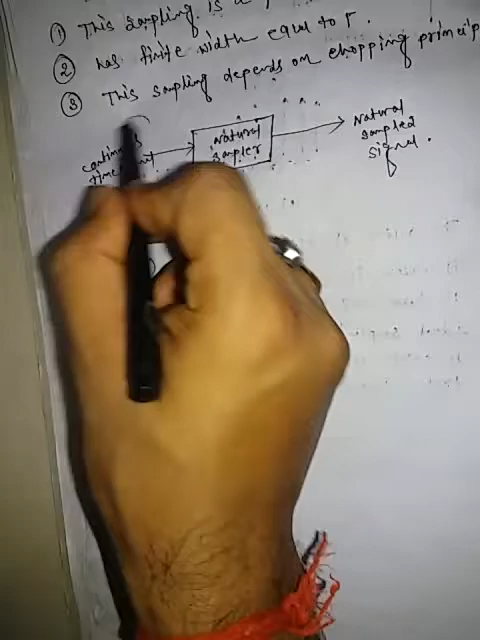 ① This sampling is a
② has finite width equal to τ.
③ This sampling depends on chopping
Natural
sampler
Natural
sampled
signal.